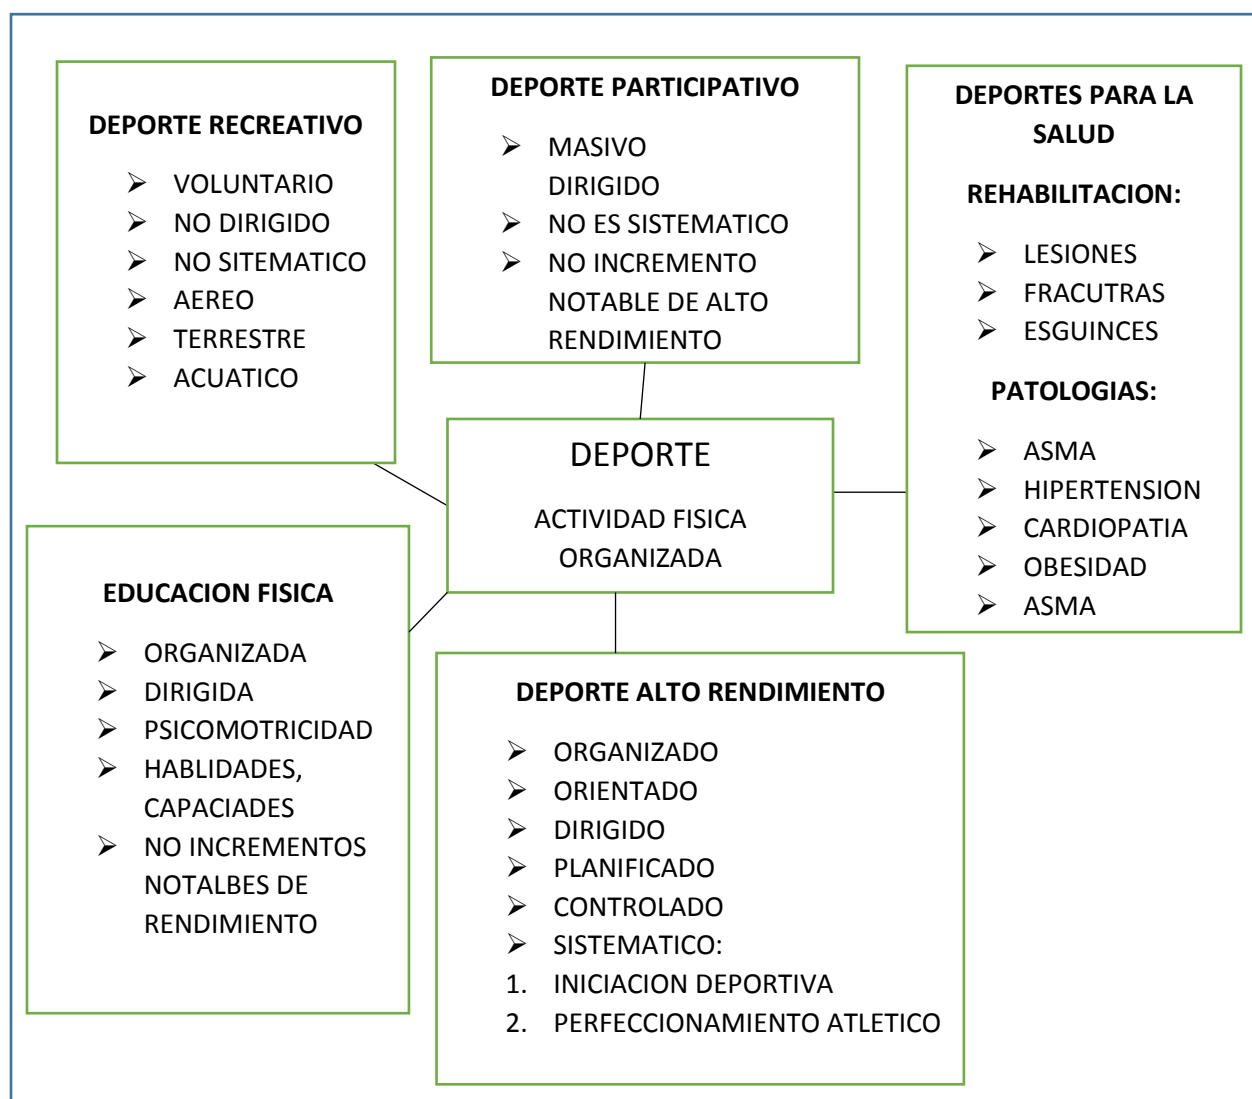 DEPORTE RECREATIVO
➢ VOLUNTARIO
➢ NO DIRIGIDO
➢ NO SITEMATICO
➢ AEREO
➢ TERRESTRE
➢ ACUATICO
DEPORTE PARTICIPATIVO
➢ MASIVO
DIRIGIDO
➢ NO ES SISTEMATICO
➢ NO INCREMENTO
NOTABLE DE ALTO
RENDIMIENTO
DEPORTES PARA LA
SALUD
REHABILITACION:
➢ LESIONES
➢ FRACUTRAS
➢ ESGUINCES
PATOLOGIAS:
➢ ASMA
➢ HIPERTENSION
➢ CARDIOPATIA
➢ OBESIDAD
➢ ASMA
DEPORTE
ACTIVIDAD FISICA
ORGANIZADA
EDUCACION FISICA
➢ ORGANIZADA
➢ DIRIGIDA
➢ PSICOMOTRICIDAD
➢ HABLIDADES,
CAPACIADES
➢ NO INCREMENTOS
NOTALBES DE
RENDIMIENTO
DEPORTE ALTO RENDIMIENTO
➢ ORGANIZADO
➢ ORIENTADO
➢ DIRIGIDO
➢ PLANIFICADO
➢ CONTROLADO
➢ SISTEMATICO:
1. INICIACION DEPORTIVA
2. PERFECCIONAMIENTO ATLETICO